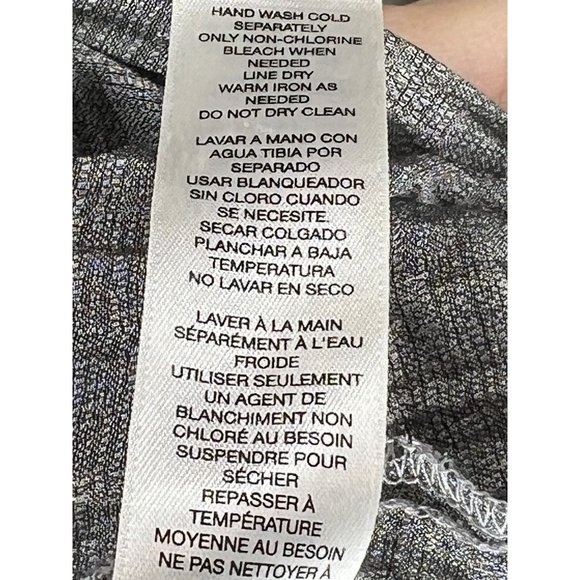 HAND WASH COLD
SEPARATELY
ONLY NON-CHLORINE
BLEACH WHEN
NEEDED
LINE DRY
WARM IRON AS
NEEDED
DO NOT DRY CLEAN
LAVAR A MANO CON
AGUA TIBIA POR
SEPARADO
USAR BLANQUEADOR
SIN CLORO CUANDO
SE NECESITE.
SECAR COLGADO
PLANCHAR A BAJA
TEMPERATURA
NO LAVAR EN SECO
LAVER À LA MAIN
SÉPARÉMENT À L'EAU
FROIDE
UTILISER SEULEMENT
UN AGENT DE
BLANCHIMENT NON
CHLORÉ AU BESOIN
SUSPENDRE POUR
SÉCHER
REPASSER À
TEMPÉRATURE
MOYENNE AU BESOIN
NE PAS NETTOYER À